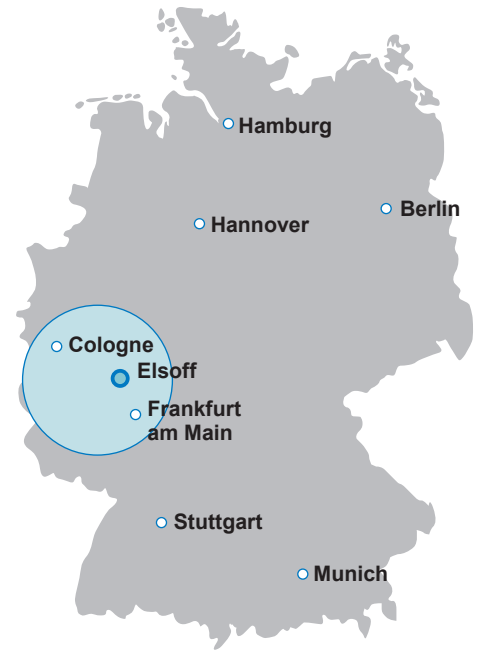 Hamburg
Berlin
Hannover
Cologne
Elsoff
Frankfurt
am Main
Stuttgart
Munich